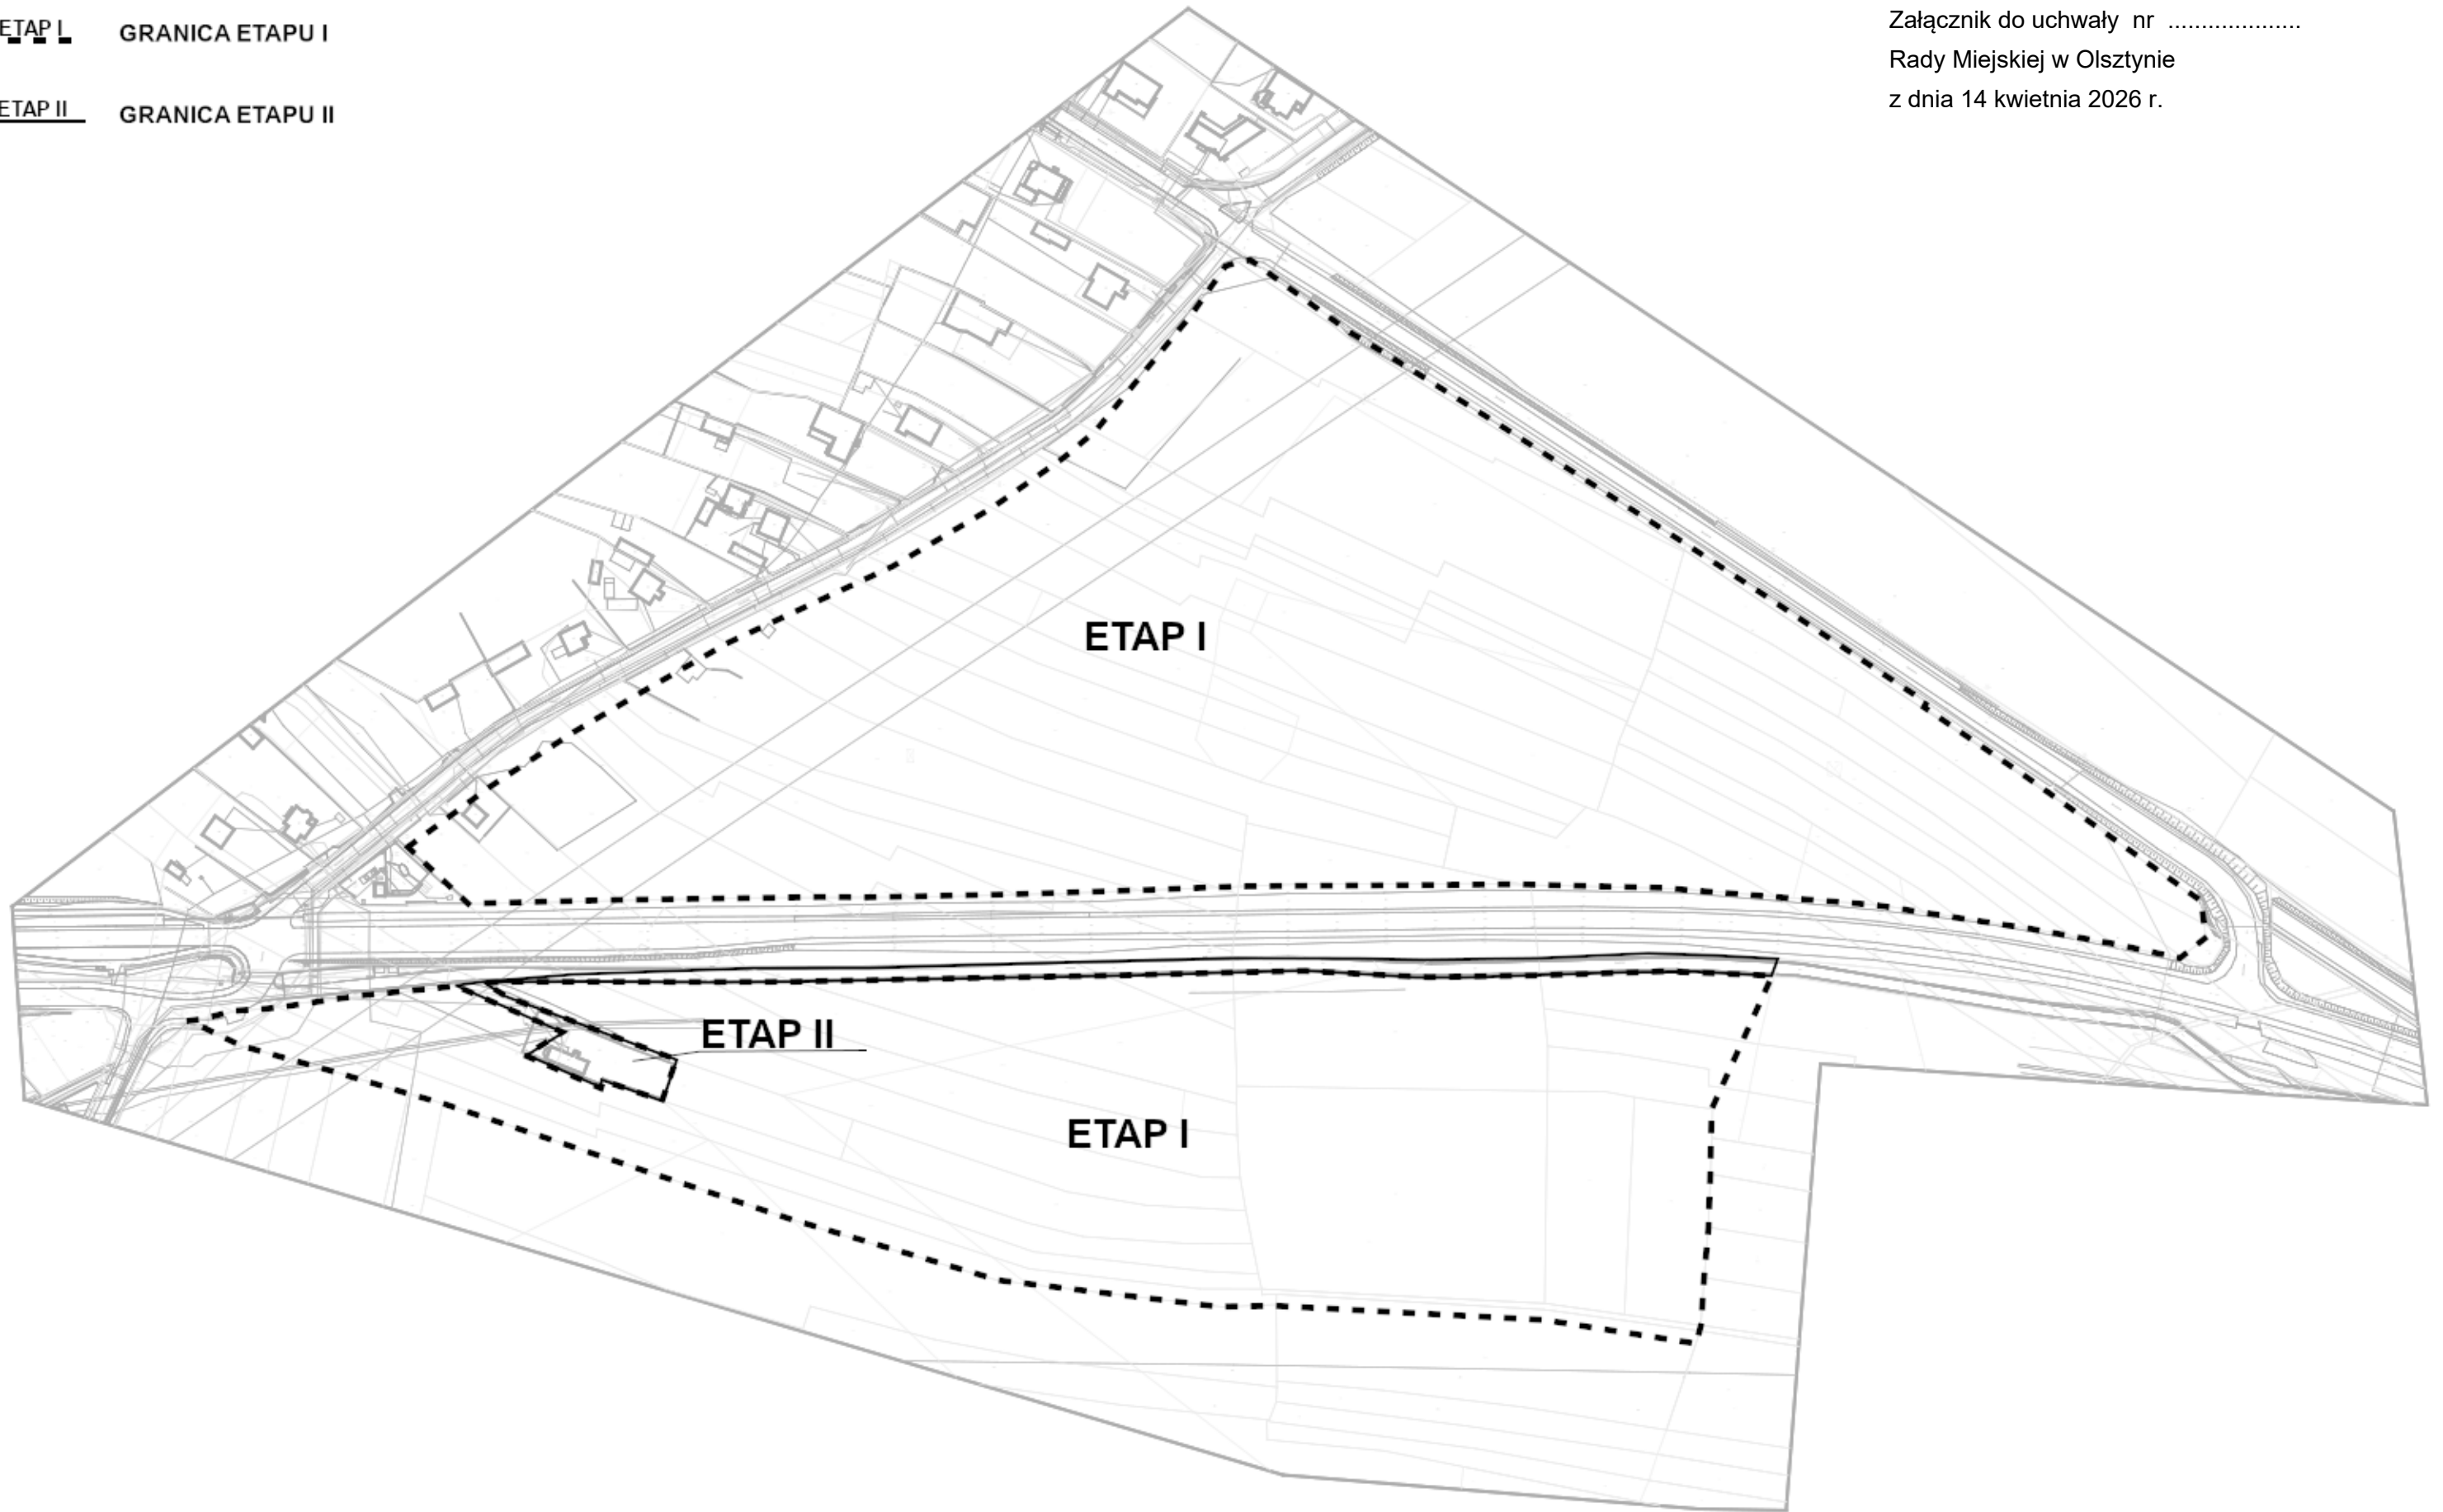 ETAP I GRANICA ETAPU I
ETAP II GRANICA ETAPU II
Załącznik do uchwały nr ....................
Rady Miejskiej w Olsztynie
z dnia 14 kwietnia 2026 r.
ETAP I
ETAP II
ETAP I